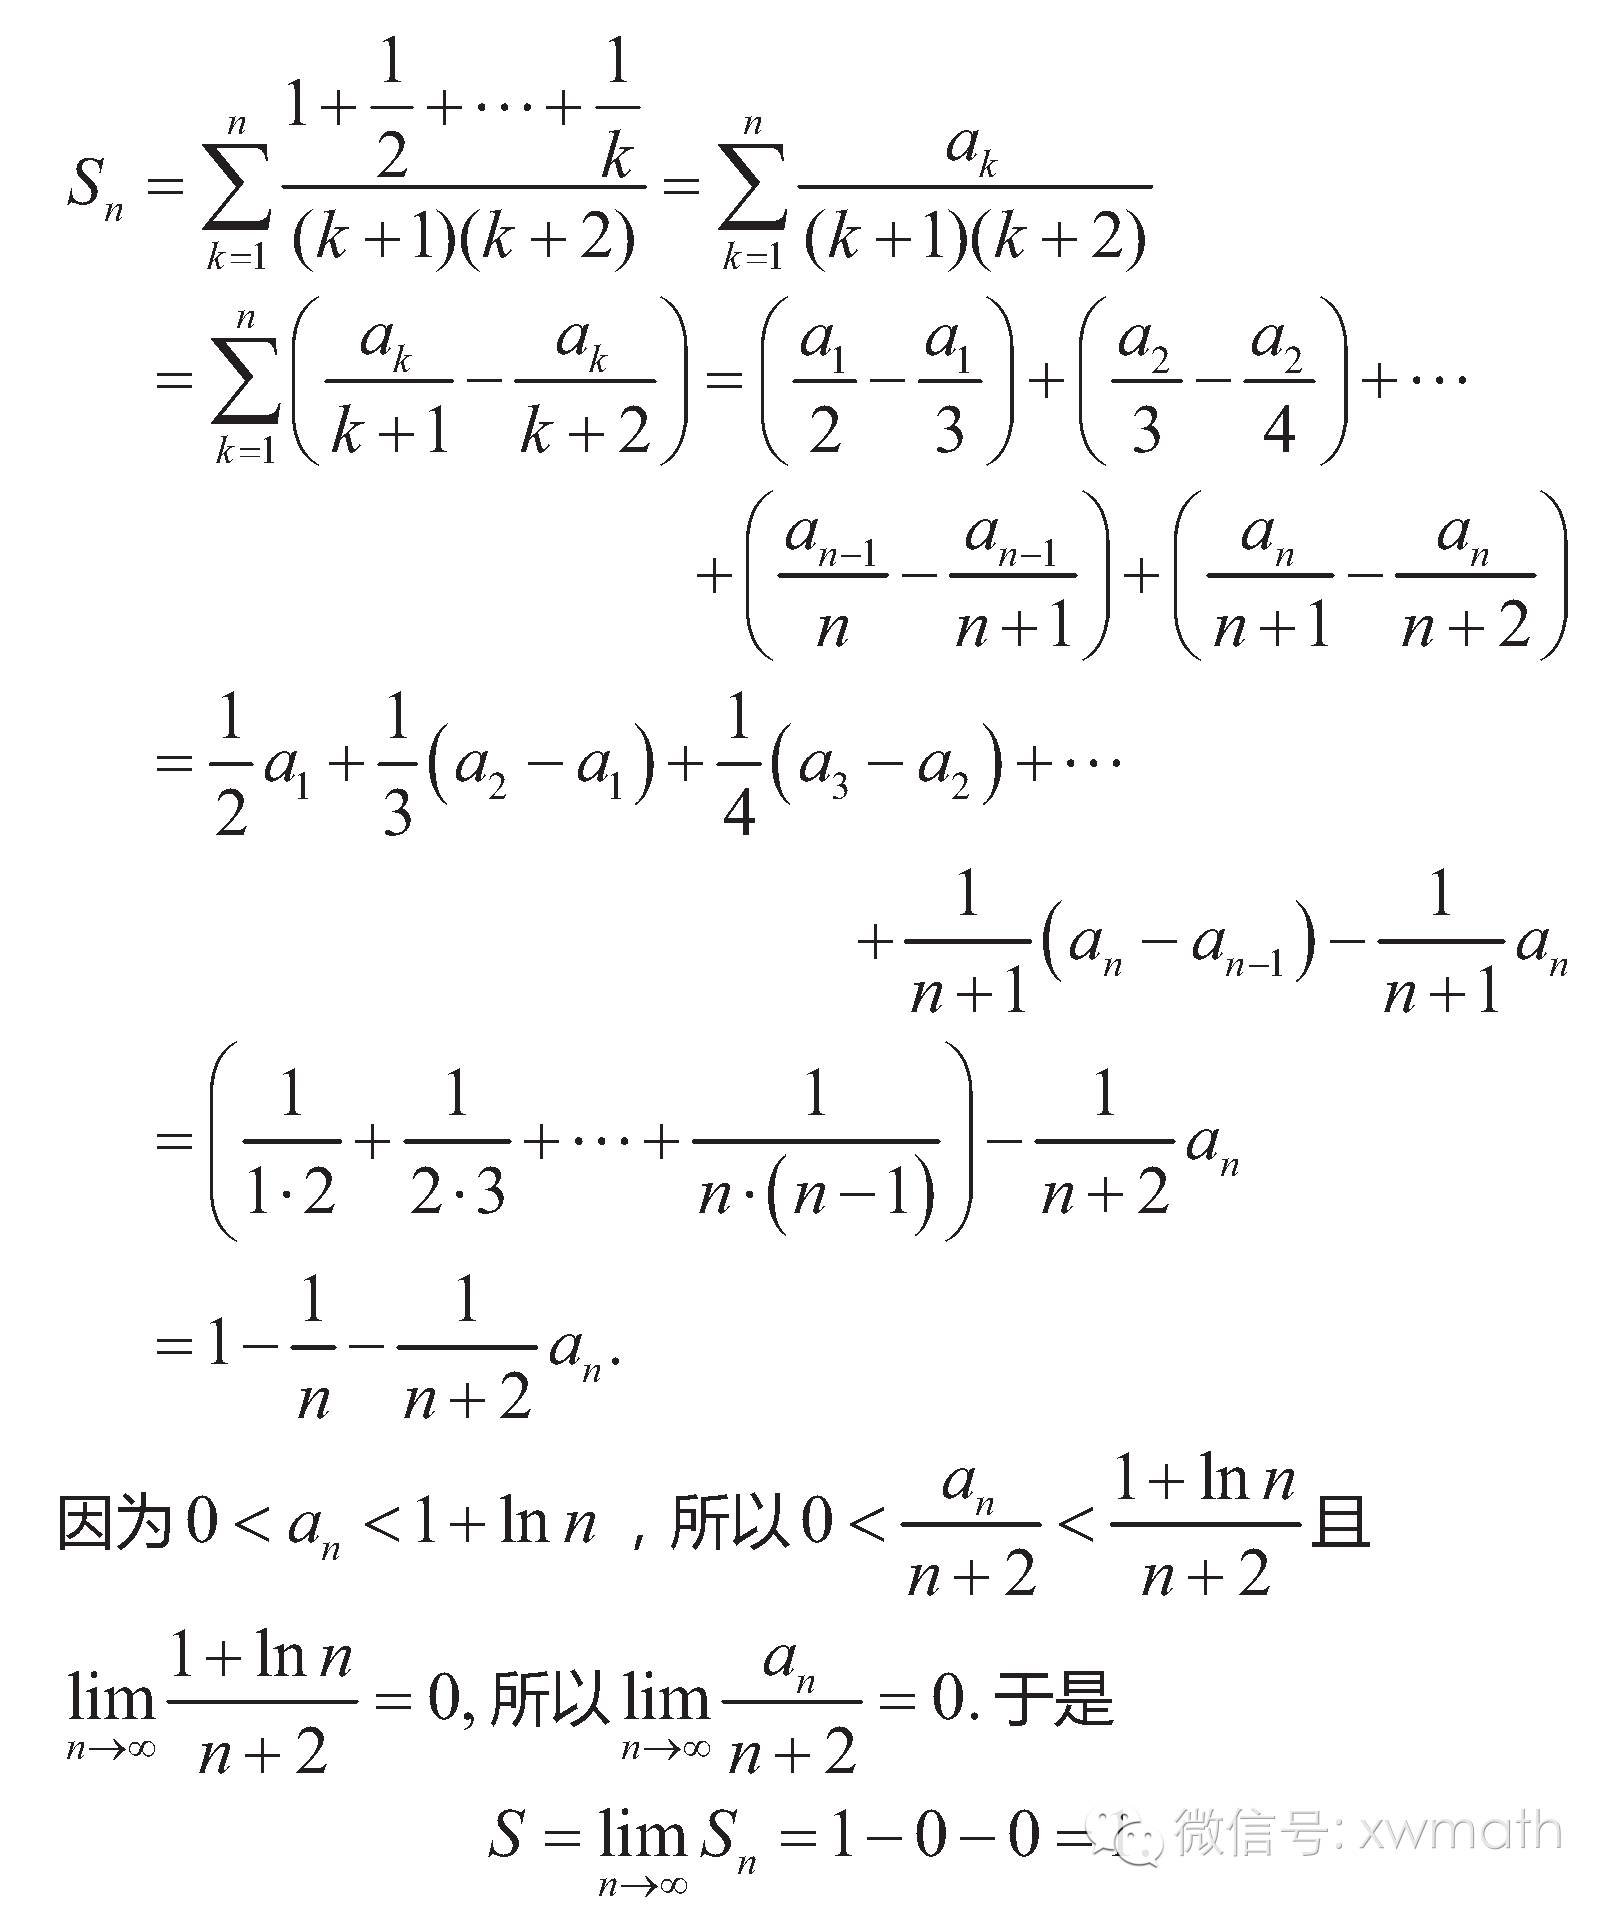 S_n = \sum_{k=1}^{n} \frac{1+\frac{1}{2}+\cdots+\frac{1}{k}}{(k+1)(k+2)} = \sum_{k=1}^{n} \frac{a_k}{(k+1)(k+2)}
= \sum_{k=1}^{n} \left( \frac{a_k}{k+1} - \frac{a_k}{k+2} \right) = \left( \frac{a_1}{2} - \frac{a_1}{3} \right) + \left( \frac{a_2}{3} - \frac{a_2}{4} \right) + \cdots
+ \left( \frac{a_{n-1}}{n} - \frac{a_{n-1}}{n+1} \right) + \left( \frac{a_n}{n+1} - \frac{a_n}{n+2} \right)
= \frac{1}{2} a_1 + \frac{1}{3} (a_2 - a_1) + \frac{1}{4} (a_3 - a_2) + \cdots
+ \frac{1}{n+1} (a_n - a_{n-1}) - \frac{1}{n+1} a_n
= \left( \frac{1}{1 \cdot 2} + \frac{1}{2 \cdot 3} + \cdots + \frac{1}{n \cdot (n-1)} \right) - \frac{1}{n+2} a_n
= 1 - \frac{1}{n} - \frac{1}{n+2} a_n.
因为 0 < a_n < 1 + \ln n ，所以 0 < \frac{a_n}{n+2} < \frac{1+\ln n}{n+2} 且
\lim_{n \to \infty} \frac{1+\ln n}{n+2} = 0, 所以 \lim_{n \to \infty} \frac{a_n}{n+2} = 0. 于是
S = \lim_{n \to \infty} S_n = 1 - 0 - 0 =
微信号: xwmath